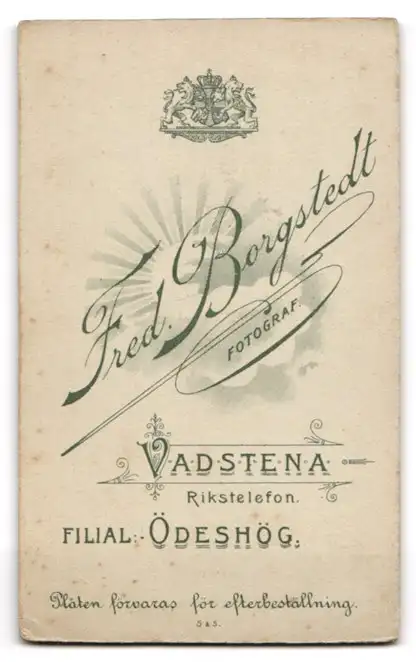 Fred. Borgstedt
FOTOGRAF.
VADSTENA
Rikstelefon.
FILIAL:- ÖDESHÖG.
Plåten förvaras för efterbeställning.
S & S.